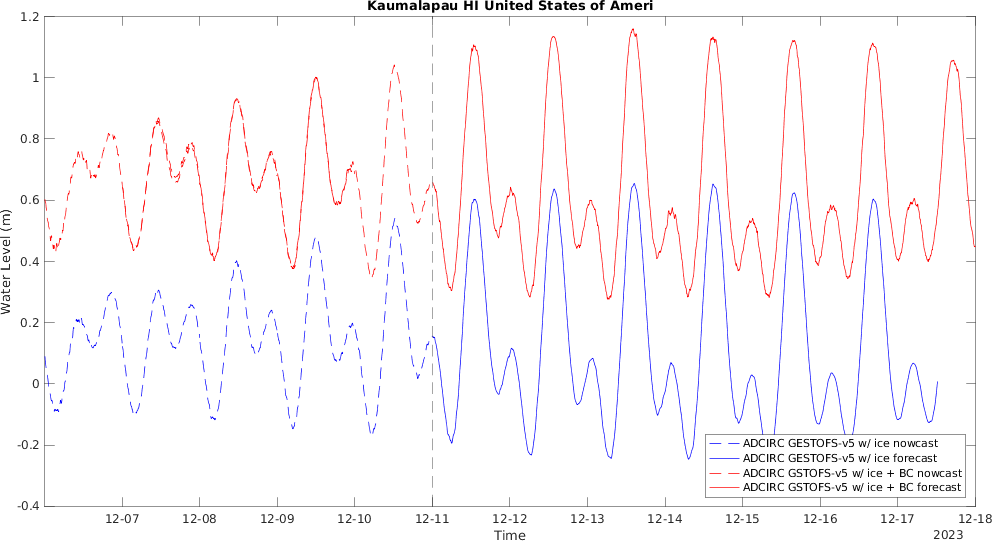 Kaumalapau HI United States of Ameri
1.2
1
0.8
0.6
0.4
0.2
0
-0.2
-0.4
Water Level (m)
ADCIRC GESTOFS-v5 w/ ice nowcast
ADCIRC GESTOFS-v5 w/ ice forecast
ADCIRC GSTOFS-v5 w/ ice + BC nowcast
ADCIRC GSTOFS-v5 w/ ice + BC forecast
12-07 12-08 12-09 12-10 12-11 12-12 12-13 12-14 12-15 12-16 12-17 12-18
Time
2023